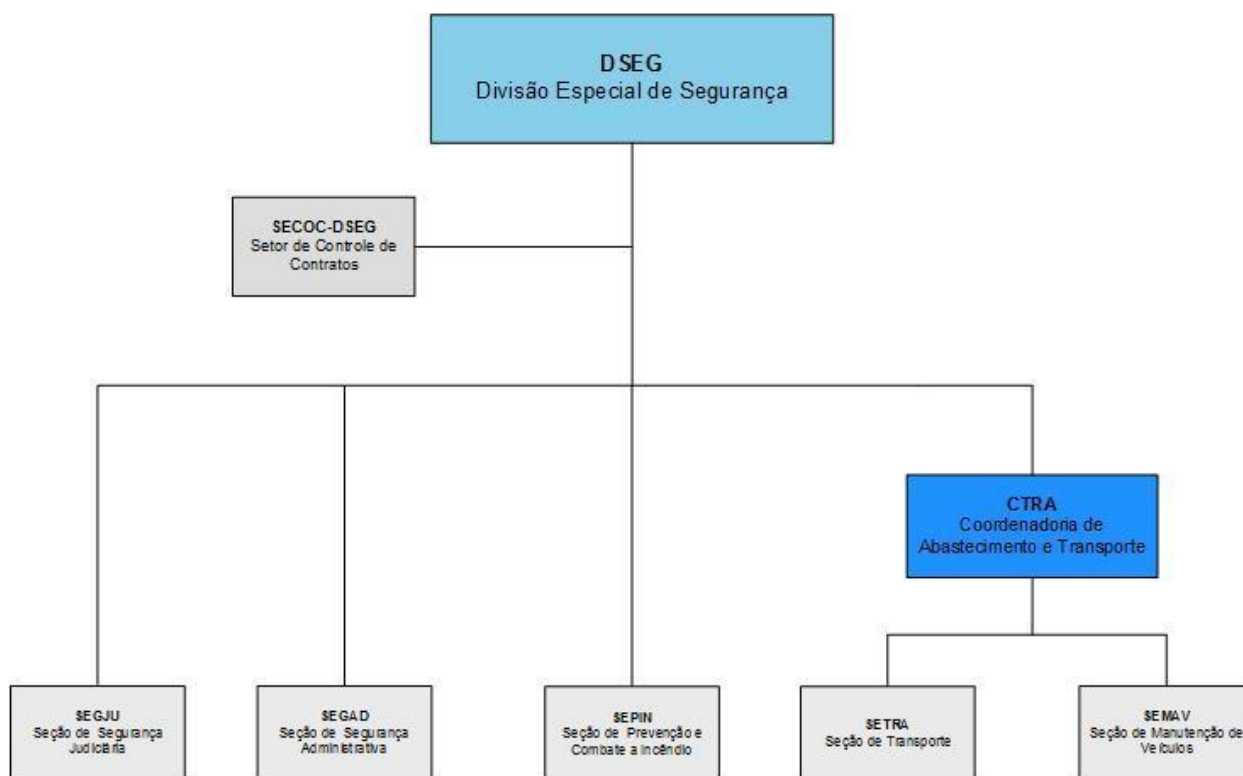 DSEG
Divisão Especial de Segurança
SECOC-DSEG
Setor de Controle de
Contratos
CTRA
Coordenadoria de
Abastecimento e Transporte
SEGJU
Seção de Segurança
Judiciária
SEGAD
Seção de Segurança
Administrativa
SEPIN
Seção de Prevenção e
Combate a Incêndio
SETRA
Seção de Transporte
SEMAV
Seção de Manutenção de
Veículos